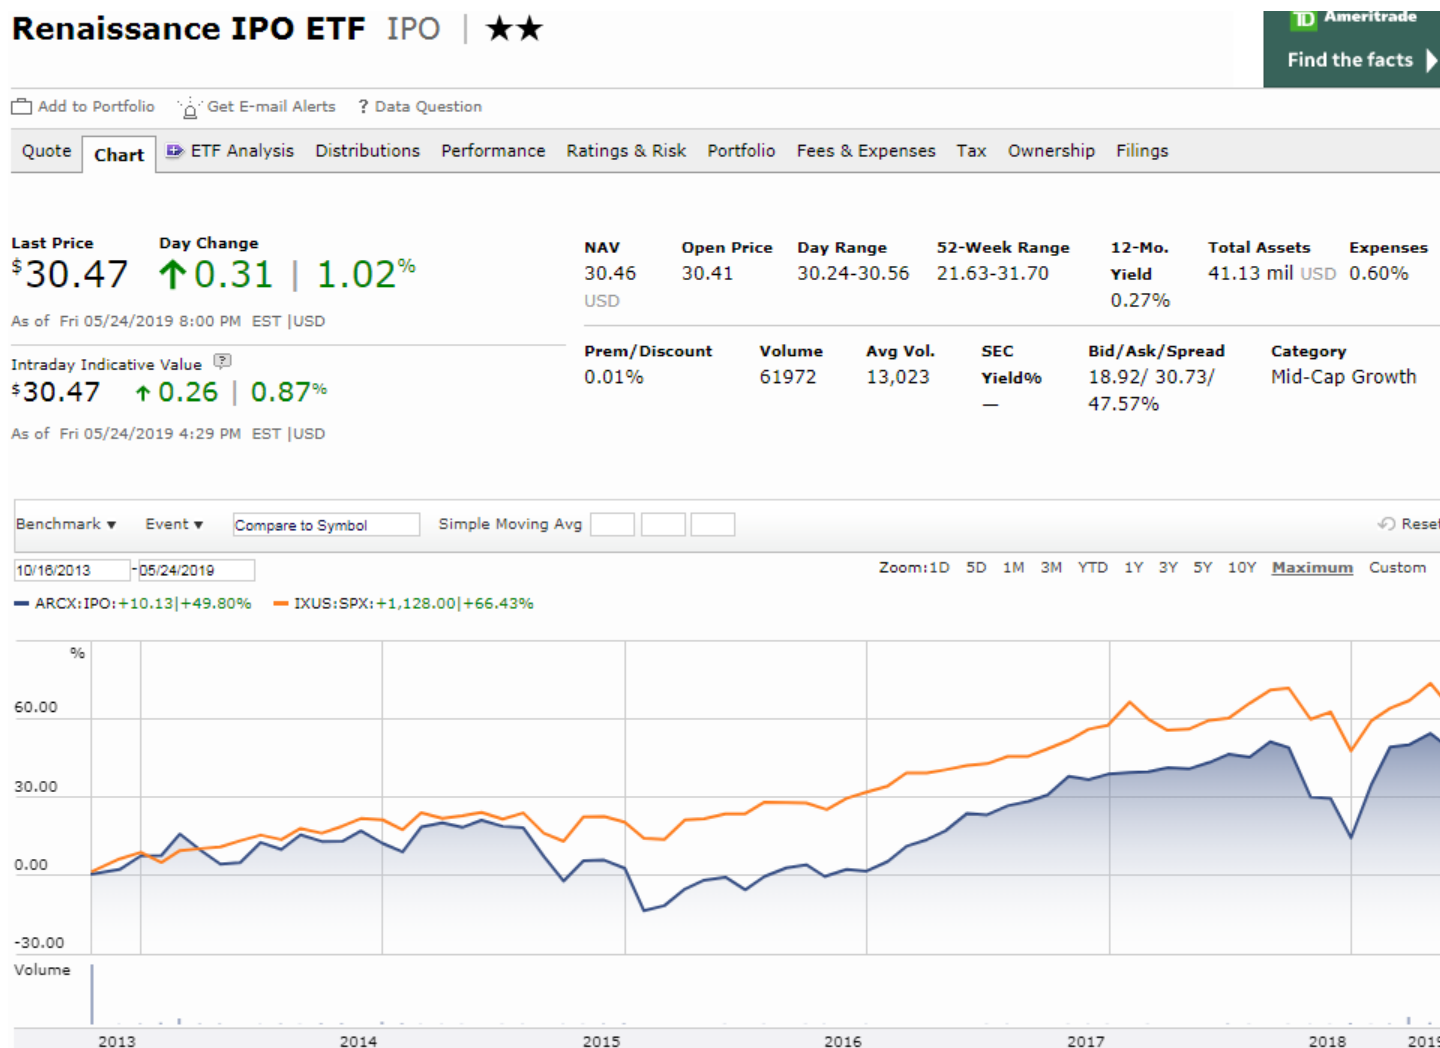 Renaissance IPO ETF IPO | ★★
TD Ameritrade
Find the facts
Add to Portfolio Get E-mail Alerts ? Data Question
Quote Chart ETF Analysis Distributions Performance Ratings & Risk Portfolio Fees & Expenses Tax Ownership Filings
Last Price Day Change
$30.47 ↑0.31 | 1.02%
As of Fri 05/24/2019 8:00 PM EST |USD
Intraday Indicative Value ?
$30.47 ↑0.26 | 0.87%
As of Fri 05/24/2019 4:29 PM EST |USD
NAV Open Price Day Range 52-Week Range 12-Mo. Total Assets Expenses
30.46 30.41 30.24-30.56 21.63-31.70 Yield 41.13 mil USD 0.60%
USD 0.27%
Prem/Discount Volume Avg Vol. SEC Bid/Ask/Spread Category
0.01% 61972 13,023 Yield% 18.92/ 30.73/ Mid-Cap Growth
— 47.57%
Benchmark ▼ Event ▼ Compare to Symbol Simple Moving Avg Reset
10/16/2013 - 05/24/2019 Zoom:1D 5D 1M 3M YTD 1Y 3Y 5Y 10Y Maximum Custom
ARCX:IPO:+10.13|+49.80% IXUS:SPX:+1,128.00|+66.43%
%
60.00
30.00
0.00
-30.00
Volume
2013 2014 2015 2016 2017 2018 2019